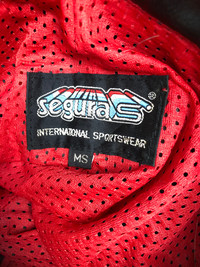 segura S ®
INTERNATIONAL SPORTSWEAR
MS